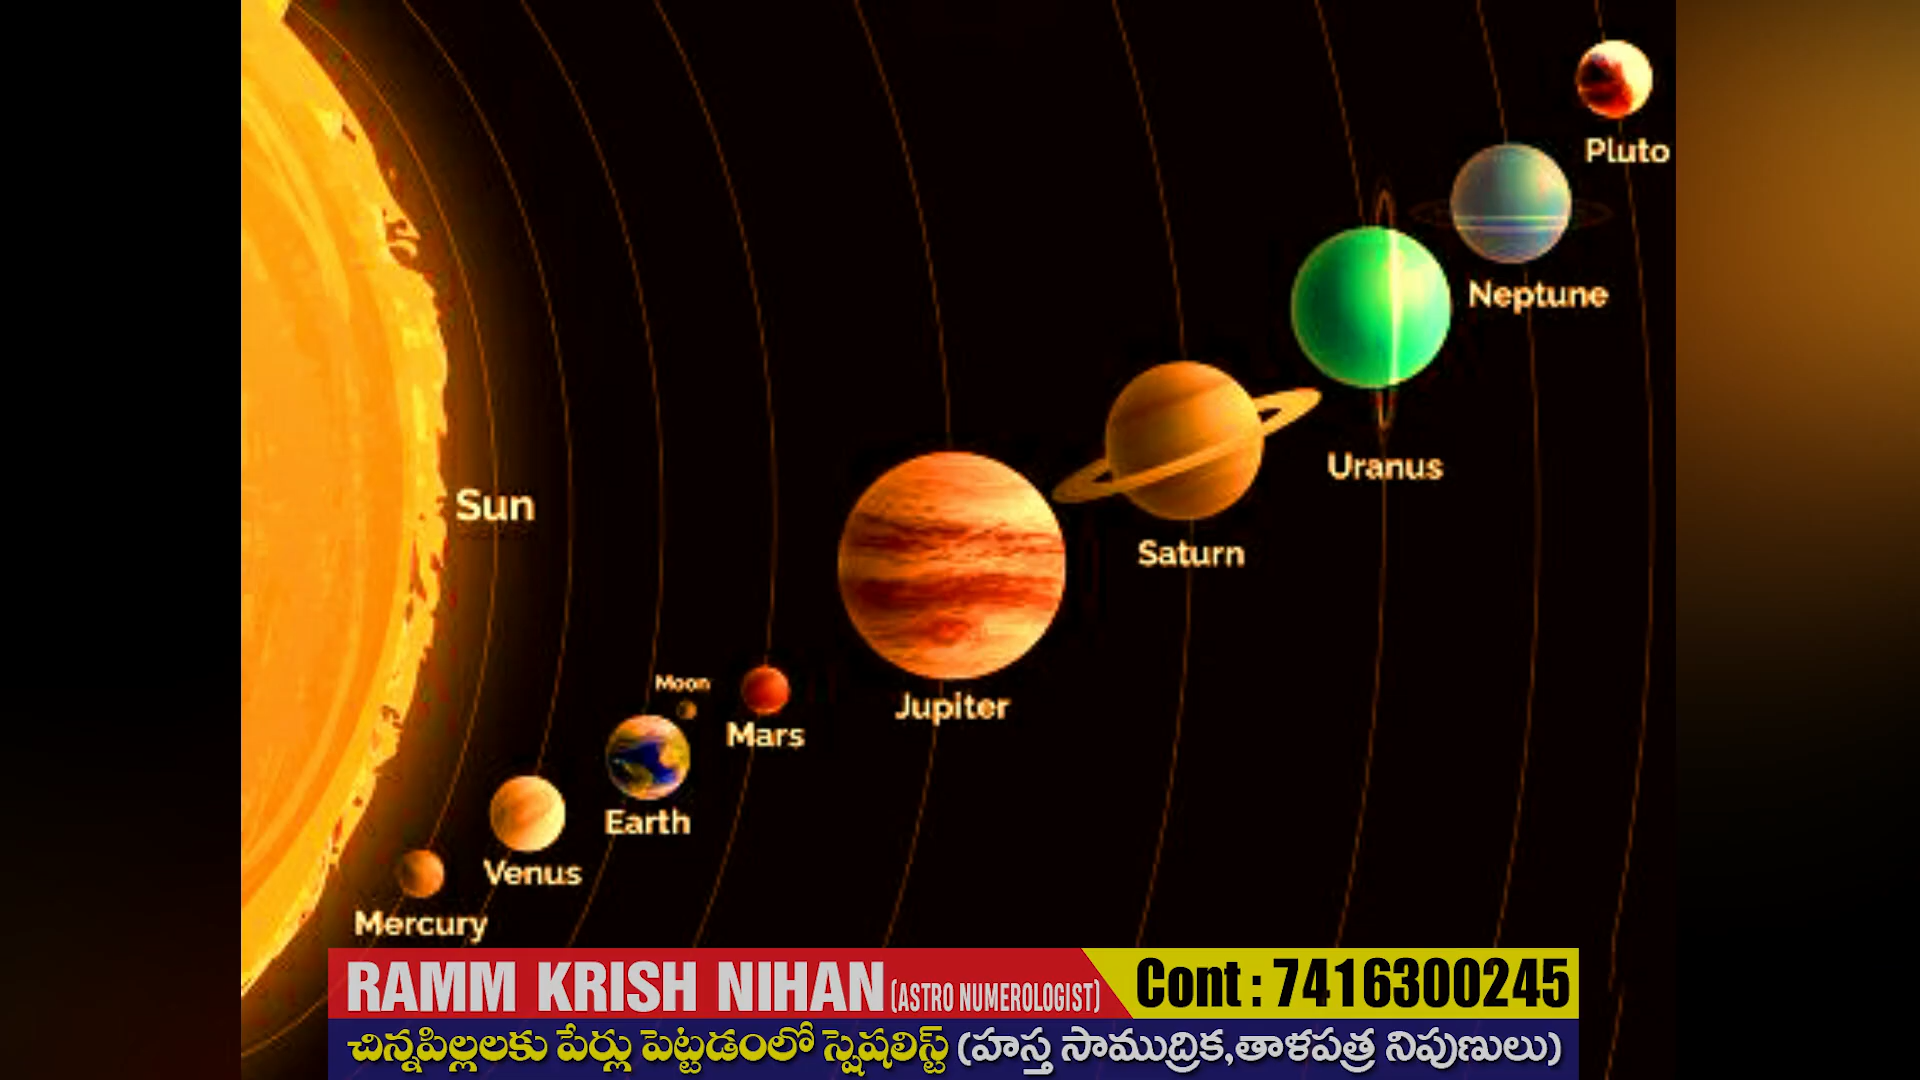 Pluto
Neptune
Uranus
Sun
Saturn
Moon
Jupiter
Mars
Earth
Venus
Mercury
RAMM KRISH NIHAN (ASTRO NUMEROLOGIST) Cont : 7416300245
చిన్నపిల్లలకు పేర్లు పెట్టడంలో స్పెషలిస్ట్ (హస్త సాముద్రిక,తాళపత్ర నిపుణులు)